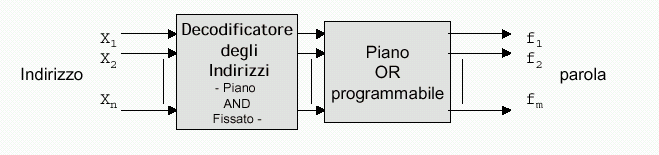 Indirizzo
X1
X2
Xn
Decodificatore
degli
Indirizzi
- Piano
AND
Fissato -
Piano
OR
programmabile
f1
f2
fm
parola